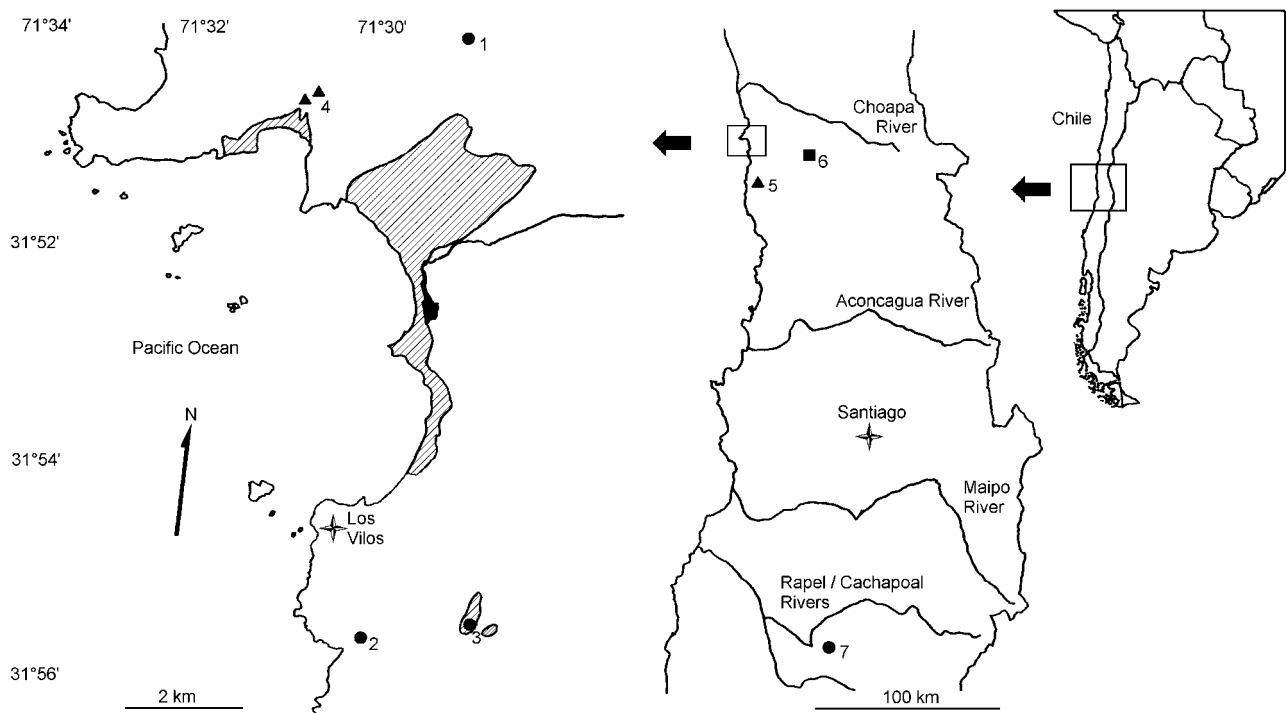 71°34'
71°32'
71°30'
1
4
31°52'
Pacific Ocean
N
31°54'
Los
Vilos
2
3
31°56'
2 km
Choapa
River
6
5
Aconcagua River
Santiago
Maipo
River
Rapel / Cachapoal
Rivers
7
100 km
Chile